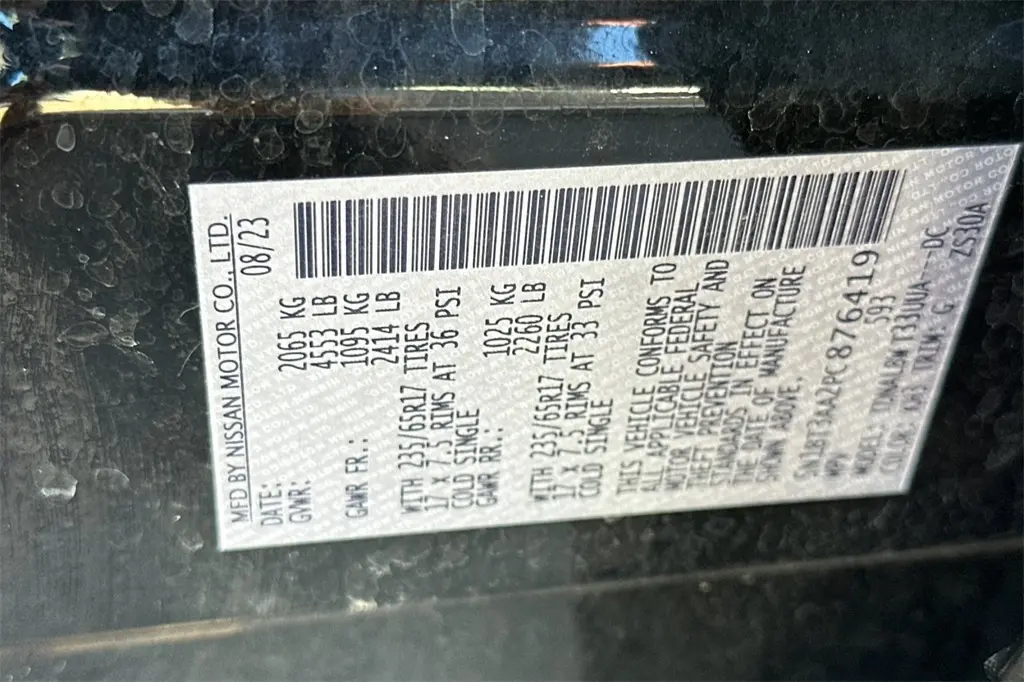 MFD BY NISSAN MOTOR CO., LTD.
DATE: 08/23
GVWR: 2065 KG
4533 LB
GAWR FR.: 1095 KG
2414 LB
WITH 235/65R17 TIRES
17 X 7.5 RIMS AT 36 PSI
COLD SINGLE
GAWR RR.: 1025 KG
2260 LB
WITH 235/65R17 TIRES
17 X 7.5 RIMS AT 33 PSI
COLD SINGLE
THIS VEHICLE CONFORMS TO
ALL APPLICABLE FEDERAL
MOTOR VEHICLE SAFETY AND
THEFT PREVENTION
STANDARDS IN EFFECT ON
THE DATE OF MANUFACTURE
SHOWN ABOVE.
5N1BT3AA2PC876419
MPV 593
MODEL: TDNALBW T33UUA---DC
COLOR: KH3 TRIM: G ZS30A